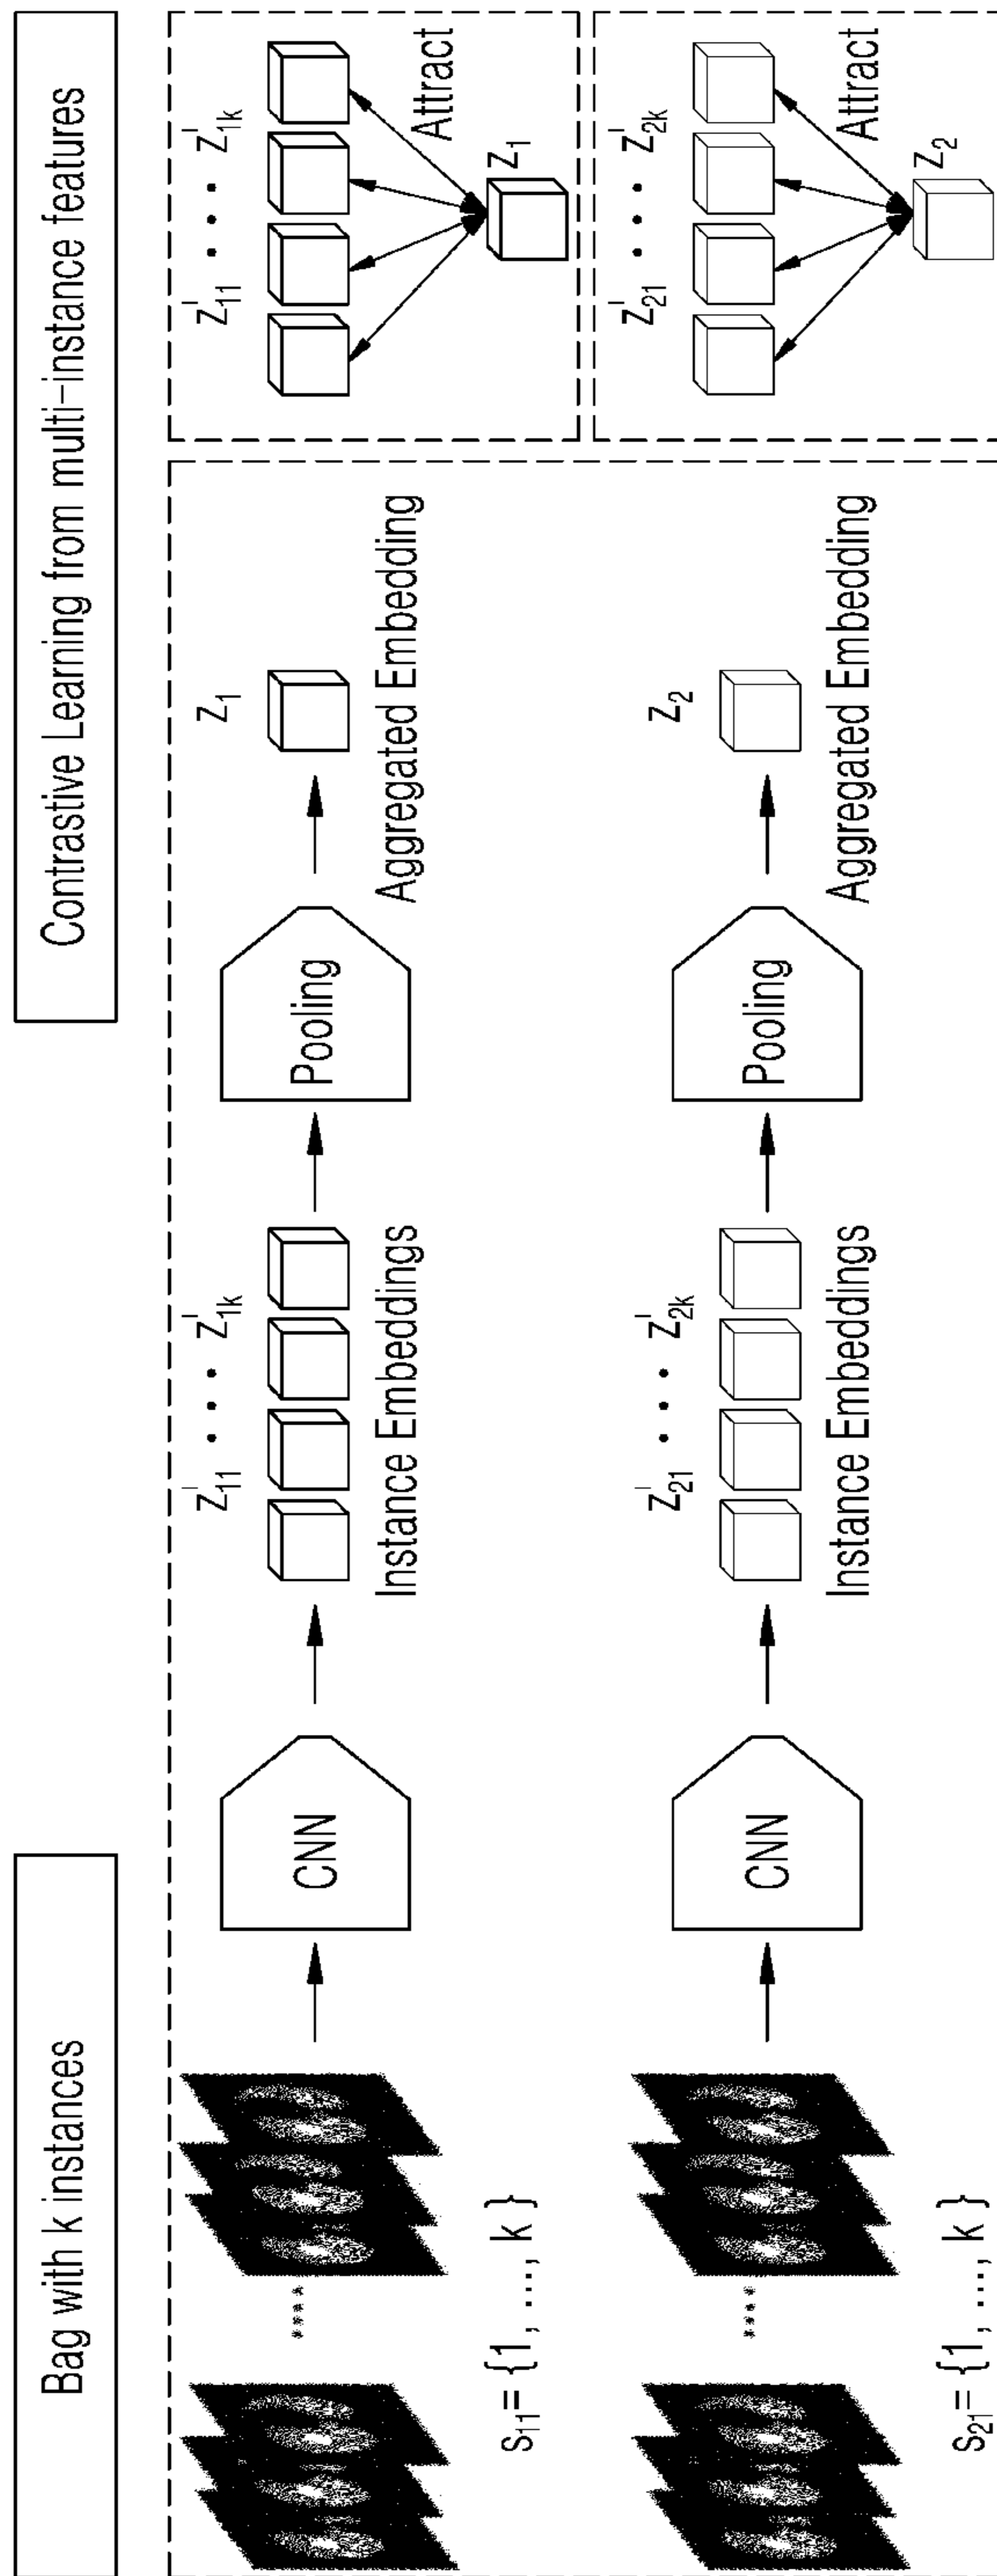 Bag with k instances
Contrastive Learning from multi-instance features
S₁₁= {1, ..., k }
CNN
Z'₁₁ • • • Z'₁ₖ
Instance Embeddings
Pooling
Z₁
Aggregated Embedding
Z'₁₁ • • • Z'₁ₖ
Attract
Z₁
S₂₁= {1, ..., k }
CNN
Z'₂₁ • • • Z'₂ₖ
Instance Embeddings
Pooling
Z₂
Aggregated Embedding
Z'₂₁ • • • Z'₂ₖ
Attract
Z₂